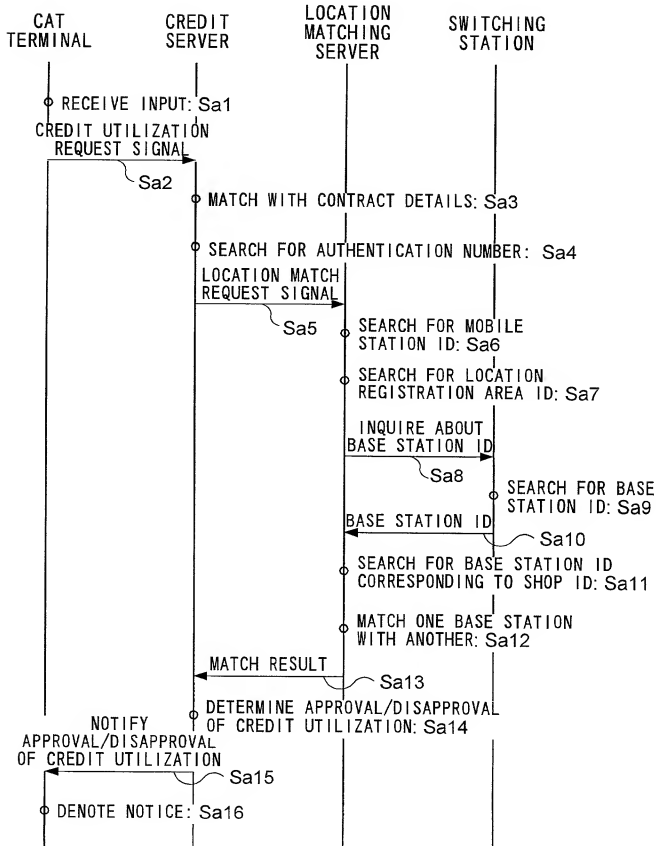 CAT
TERMINAL
CREDIT
SERVER
LOCATION
MATCHING
SERVER
SWITCHING
STATION
RECEIVE INPUT: Sa1
CREDIT UTILIZATION
REQUEST SIGNAL
Sa2
MATCH WITH CONTRACT DETAILS: Sa3
SEARCH FOR AUTHENTICATION NUMBER: Sa4
LOCATION MATCH
REQUEST SIGNAL
Sa5
SEARCH FOR MOBILE
STATION ID: Sa6
SEARCH FOR LOCATION
REGISTRATION AREA ID: Sa7
INQUIRE ABOUT
BASE STATION ID
Sa8
SEARCH FOR BASE
STATION ID: Sa9
BASE STATION ID
Sa10
SEARCH FOR BASE STATION ID
CORRESPONDING TO SHOP ID: Sa11
MATCH ONE BASE STATION
WITH ANOTHER: Sa12
MATCH RESULT
Sa13
DETERMINE APPROVAL/DISAPPROVAL
OF CREDIT UTILIZATION: Sa14
NOTIFY
APPROVAL/DISAPPROVAL
OF CREDIT UTILIZATION
Sa15
DENOTE NOTICE: Sa16